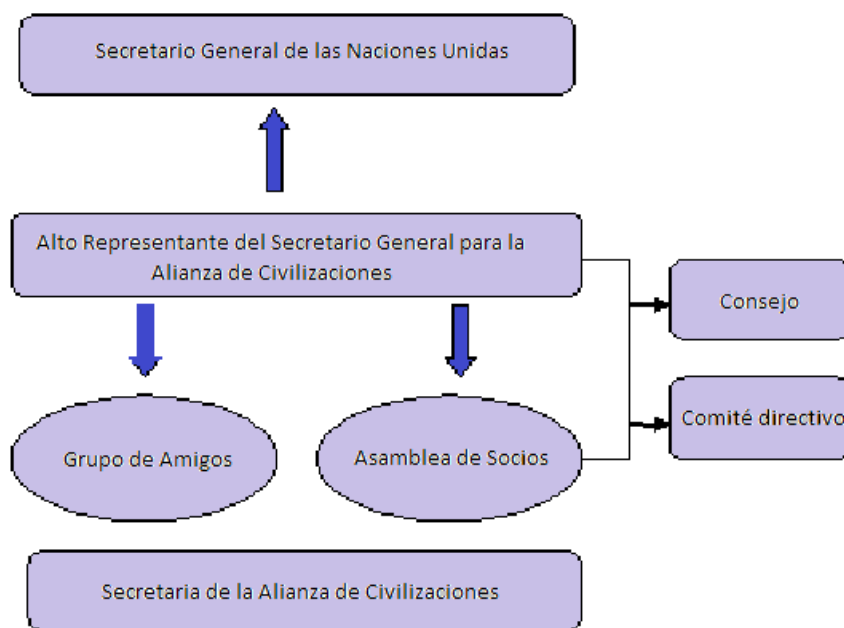 Secretario General de las Naciones Unidas
Alto Representante del Secretario General para la
Alianza de Civilizaciones
Consejo
Comité directivo
Grupo de Amigos
Asamblea de Socios
Secretaria de la Alianza de Civilizaciones